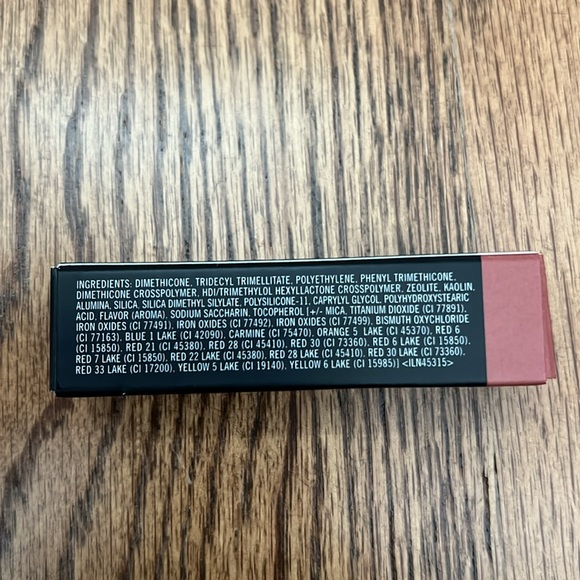 INGREDIENTS: DIMETHICONE, TRIDECYL TRIMELLITATE, POLYETHYLENE, PHENYL TRIMETHICONE,
DIMETHICONE CROSSPOLYMER, HDI/TRIMETHYLOL HEXYLLACTONE CROSSPOLYMER, ZEOLITE, KAOLIN,
ALUMINA, SILICA, SILICA DIMETHYL SILYLATE, POLYSILICONE-11, CAPRYLYL GLYCOL, POLYHYDROXYSTEARIC
ACID, FLAVOR (AROMA), SODIUM SACCHARIN, TOCOPHEROL [+/- MICA, TITANIUM DIOXIDE (CI 77891),
IRON OXIDES (CI 77491), IRON OXIDES (CI 77492), IRON OXIDES (CI 77499), BISMUTH OXYCHLORIDE
(CI 77163), BLUE 1 LAKE (CI 42090), CARMINE (CI 75470), ORANGE 5 LAKE (CI 45370), RED 6
(CI 15850), RED 21 (CI 45380), RED 28 (CI 45410), RED 30 (CI 73360), RED 6 LAKE (CI 15850),
RED 7 LAKE (CI 15850), RED 22 LAKE (CI 45380), RED 28 LAKE (CI 45410), RED 30 LAKE (CI 73360),
RED 33 LAKE (CI 17200), YELLOW 5 LAKE (CI 19140), YELLOW 6 LAKE (CI 15985)] <ILN45315>